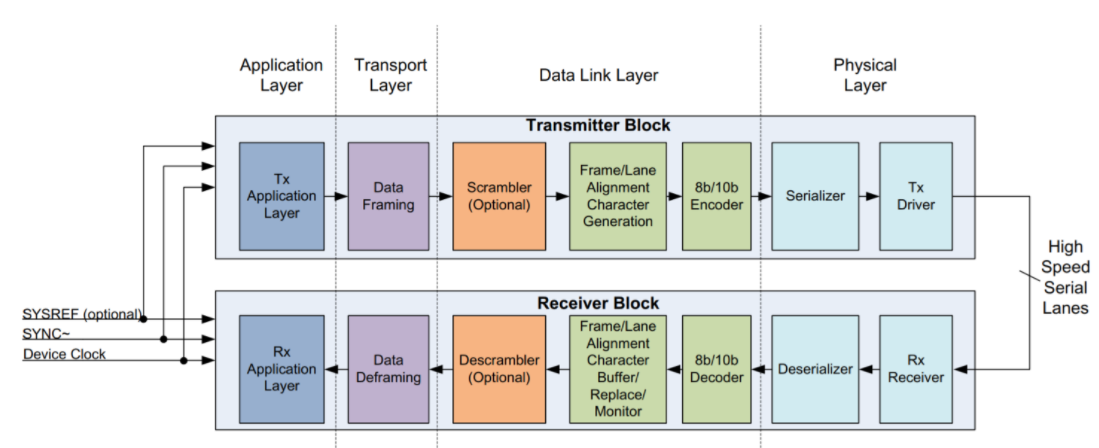 Application
Layer
Transport
Layer
Data Link Layer
Physical
Layer
Transmitter Block
Tx
Application
Layer
Data
Framing
Scrambler
(Optional)
Frame/Lane
Alignment
Character
Generation
8b/10b
Encoder
Serializer
Tx
Driver
High
Speed
Serial
Lanes
SYSREF (optional)
SYNC~
Device Clock
Receiver Block
Rx
Application
Layer
Data
Deframing
Descrambler
(Optional)
Frame/Lane
Alignment
Character
Buffer/
Replace/
Monitor
8b/10b
Decoder
Deserializer
Rx
Receiver